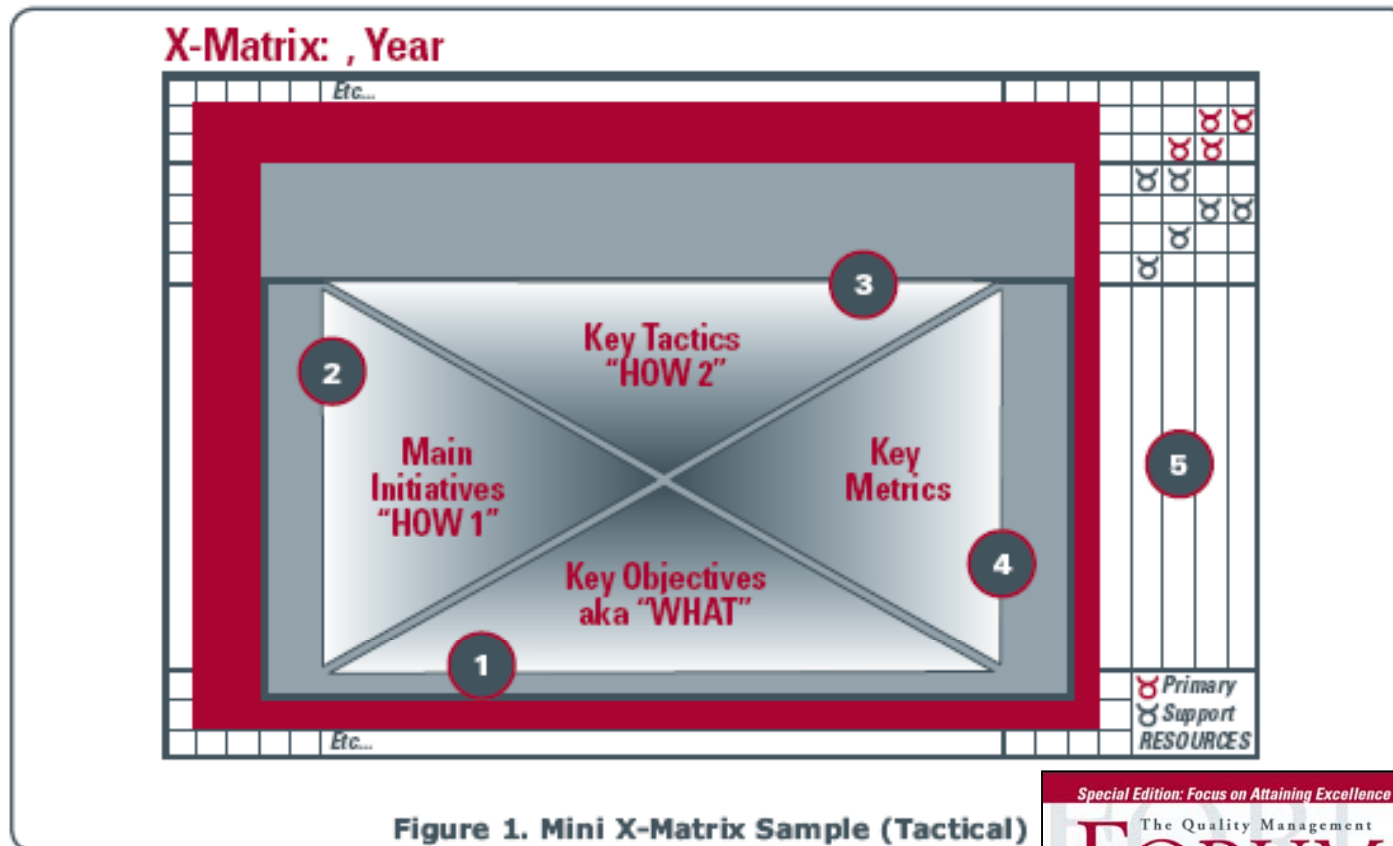 X-Matrix: , Year
Etc...
3
Key Tactics
“HOW 2”
2
Main
Initiatives
“HOW 1”
Key
Metrics
5
4
Key Objectives
aka “WHAT”
1
Primary
Support
RESOURCES
Etc...
Figure 1. Mini X-Matrix Sample (Tactical)
Special Edition: Focus on Attaining Excellence
The Quality Management
FORUM